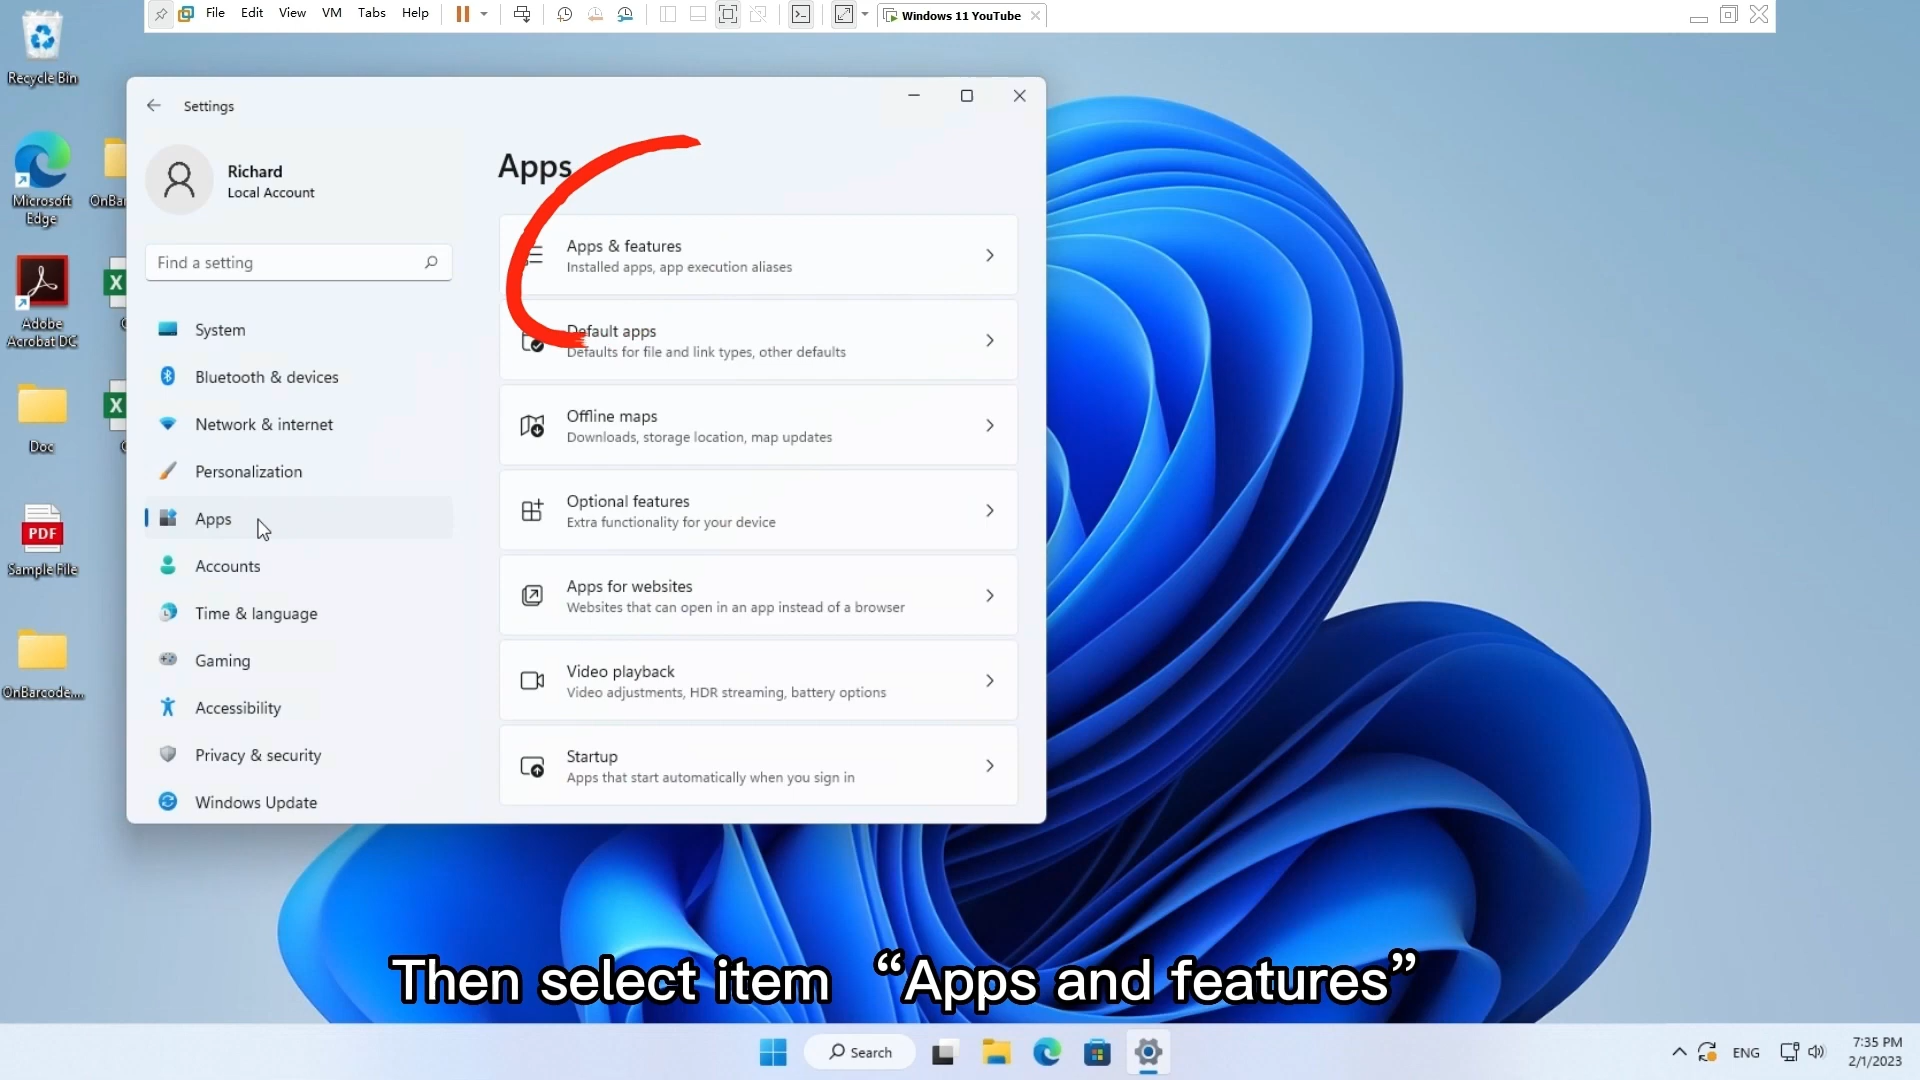 File Edit View VM Tabs Help
Windows 11 YouTube
Recycle Bin
Microsoft
Edge
OnBar
Adobe
Acrobat DC
Doc
PDF
Sample File
OnBarcode....
Settings
Richard
Local Account
Find a setting
System
Bluetooth & devices
Network & internet
Personalization
Apps
Accounts
Time & language
Gaming
Accessibility
Privacy & security
Windows Update
Apps
Apps & features
Installed apps, app execution aliases
Default apps
Defaults for file and link types, other defaults
Offline maps
Downloads, storage location, map updates
Optional features
Extra functionality for your device
Apps for websites
Websites that can open in an app instead of a browser
Video playback
Video adjustments, HDR streaming, battery options
Startup
Apps that start automatically when you sign in
Then select item “Apps and features”
Search
ENG
7:35 PM
2/1/2023